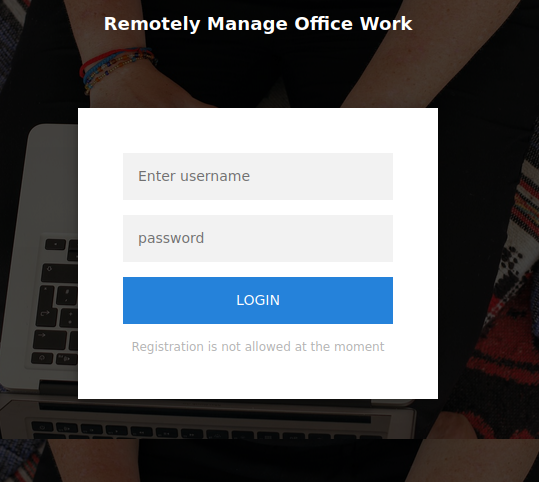 Remotely Manage Office Work
Enter username
password
LOGIN
Registration is not allowed at the moment